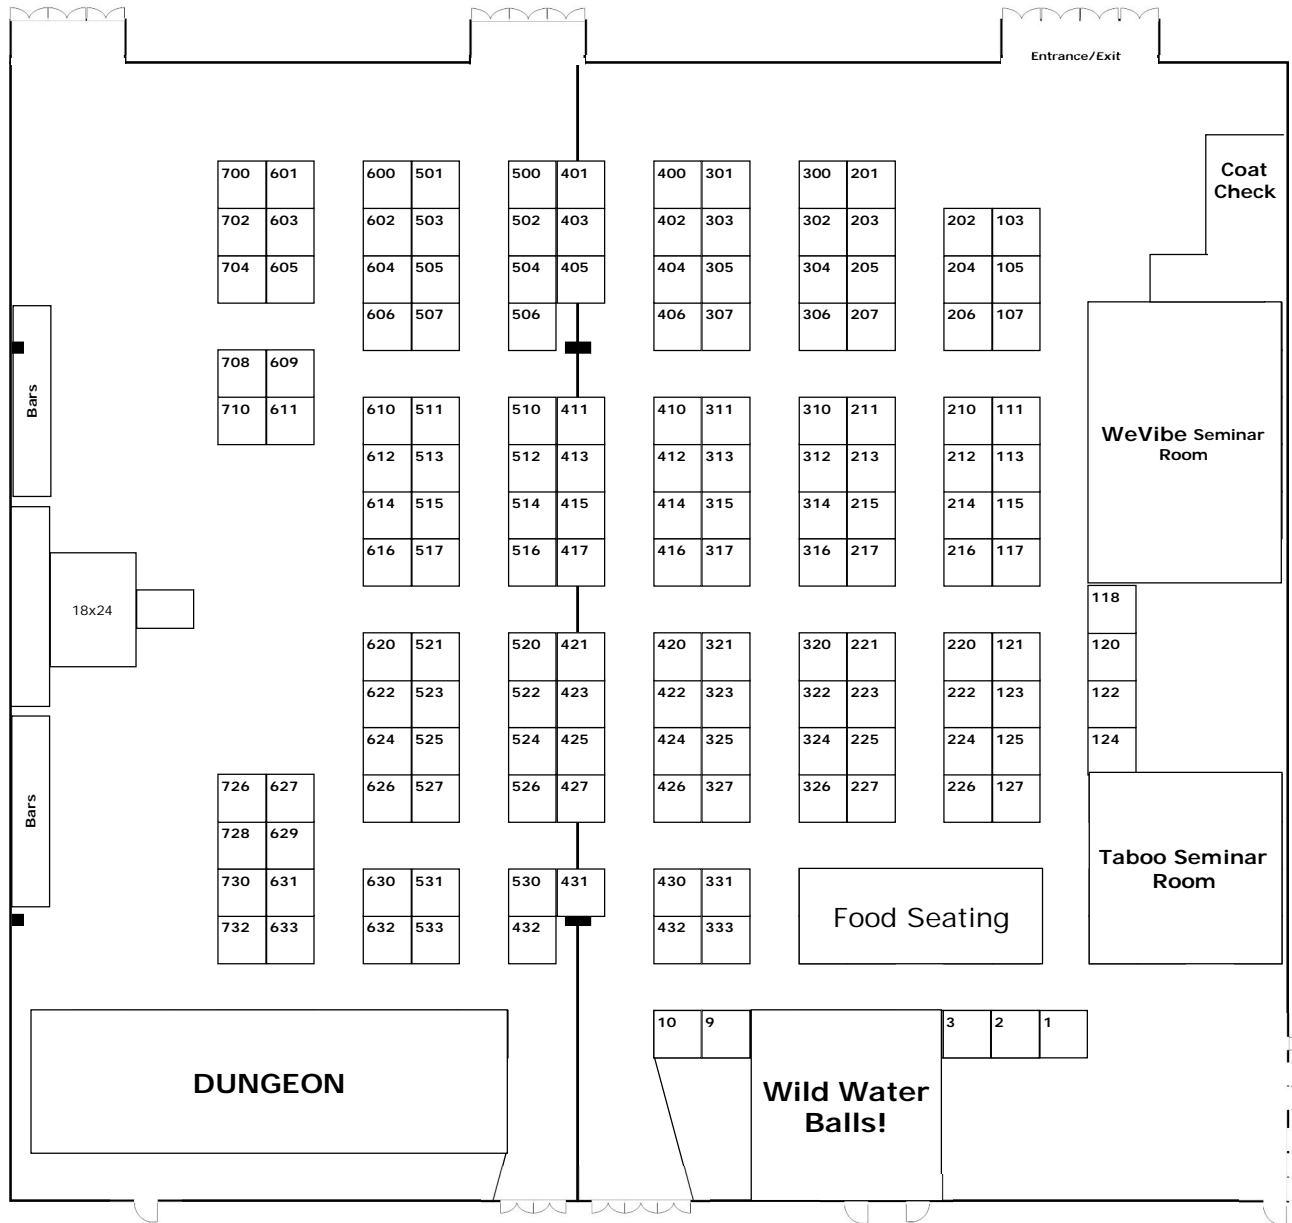 Entrance/Exit
Coat
Check
700 601 600 501 500 401 400 301 300 201
702 603 602 503 502 403 402 303 302 203 202 103
704 605 604 505 504 405 404 305 304 205 204 105
606 507 506 406 307 306 207 206 107
708 609
Bars
710 611 610 511 510 411 410 311 310 211 210 111
WeVibe Seminar
Room
612 513 512 413 412 313 312 213 212 113
614 515 514 415 414 315 314 215 214 115
616 517 516 417 416 317 316 217 216 117
118
18x24
620 521 520 421 420 321 320 221 220 121 120
622 523 522 423 422 323 322 223 222 123 122
624 525 524 425 424 325 324 225 224 125 124
726 627 626 527 526 427 426 327 326 227 226 127
Bars
728 629
Taboo Seminar
Room
730 631 630 531 530 431 430 331
Food Seating
732 633 632 533 432 432 333
10 9 3 2 1
DUNGEON
Wild Water
Balls!